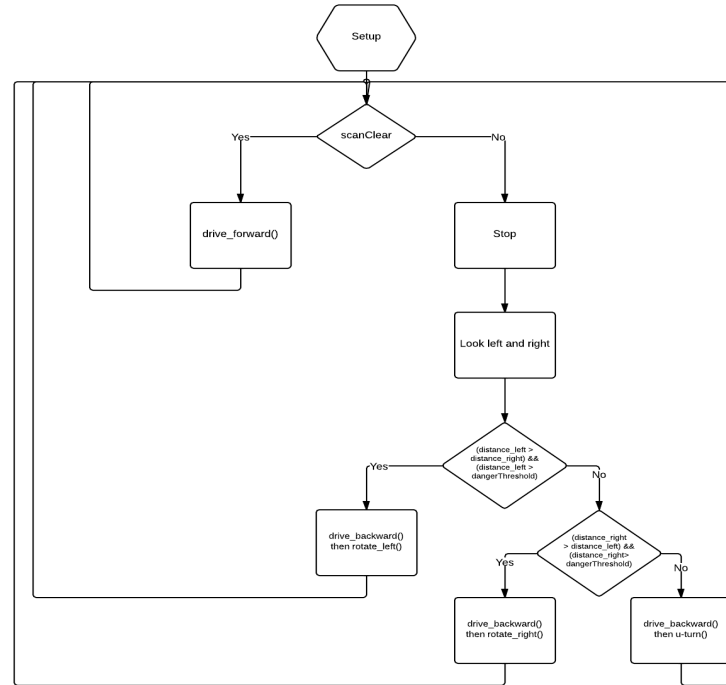 Setup
scanClear
Yes
No
drive_forward()
Stop
Look left and right
(distance_left >
distance_right) &&
(distance_left >
dangerThreshold)
Yes
No
drive_backward()
then rotate_left()
(distance_right
> distance_left) &&
(distance_right>
dangerThreshold)
Yes
No
drive_backward()
then rotate_right()
drive_backward()
then u-turn()